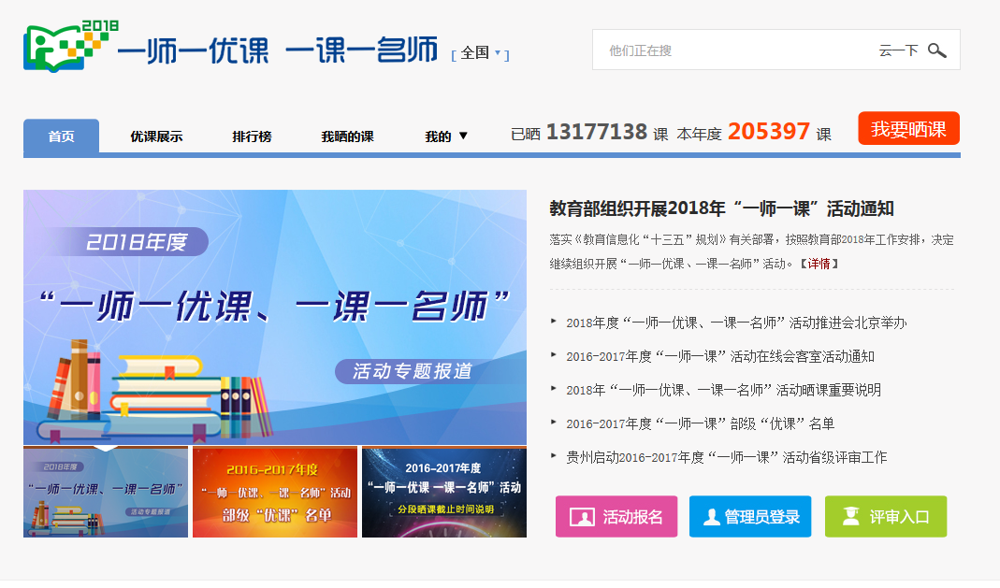 2018
一师一优课 一课一名师 [ 全国 ▾ ]
他们正在搜 云一下
首页 优课展示 排行榜 我晒的课 我的 ▼ 已晒 13177138 课 本年度 205397 课 我要晒课
2018年度
“一师一优课、一课一名师”
活动专题报道
2018年度
“一师一优课、一课一名师”
活动专题报道
2016-2017年度
“一师一优课、一课一名师”活动
部级“优课”名单
2016-2017年度
“一师一优课 一课一名师”活动
分段晒课截止时间说明
教育部组织开展2018年“一师一课”活动通知
落实《教育信息化“十三五”规划》有关部署，按照教育部2018年工作安排，决定
继续组织开展“一师一优课、一课一名师”活动。【详情】
2018年度“一师一优课、一课一名师”活动推进会北京举办
2016-2017年度“一师一课”活动在线会客室活动通知
2018年“一师一优课、一课一名师”活动晒课重要说明
2016-2017年度“一师一课”部级“优课”名单
贵州启动2016-2017年度“一师一课”活动省级评审工作
活动报名 管理员登录 评审入口